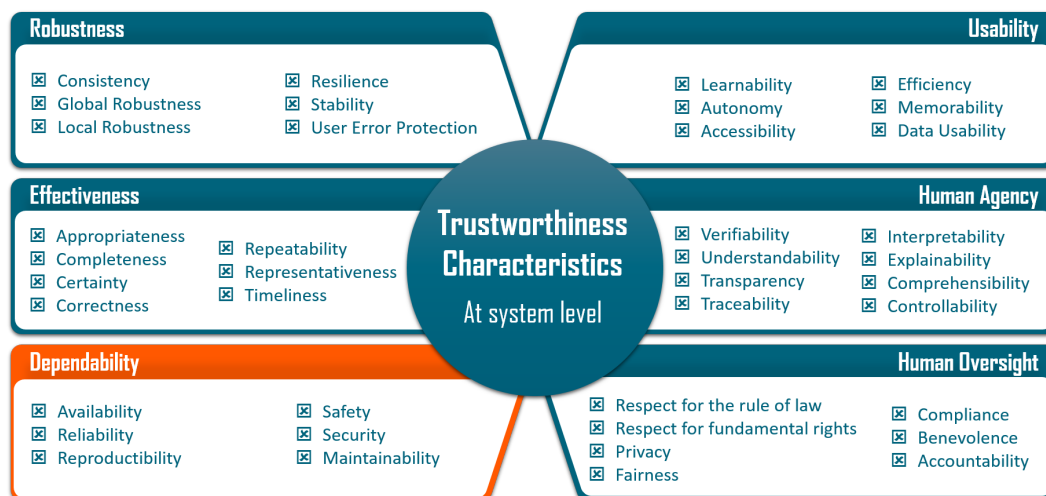 Robustness
Consistency
Global Robustness
Local Robustness
Resilience
Stability
User Error Protection
Usability
Learnability
Autonomy
Accessibility
Efficiency
Memorability
Data Usability
Effectiveness
Appropriateness
Completeness
Certainty
Correctness
Repeatability
Representativeness
Timeliness
Trustworthiness
Characteristics
At system level
Human Agency
Verifiability
Understandability
Transparency
Traceability
Interpretability
Explainability
Comprehensibility
Controllability
Dependability
Availability
Reliability
Reproductibility
Safety
Security
Maintainability
Human Oversight
Respect for the rule of law
Respect for fundamental rights
Privacy
Fairness
Compliance
Benevolence
Accountability